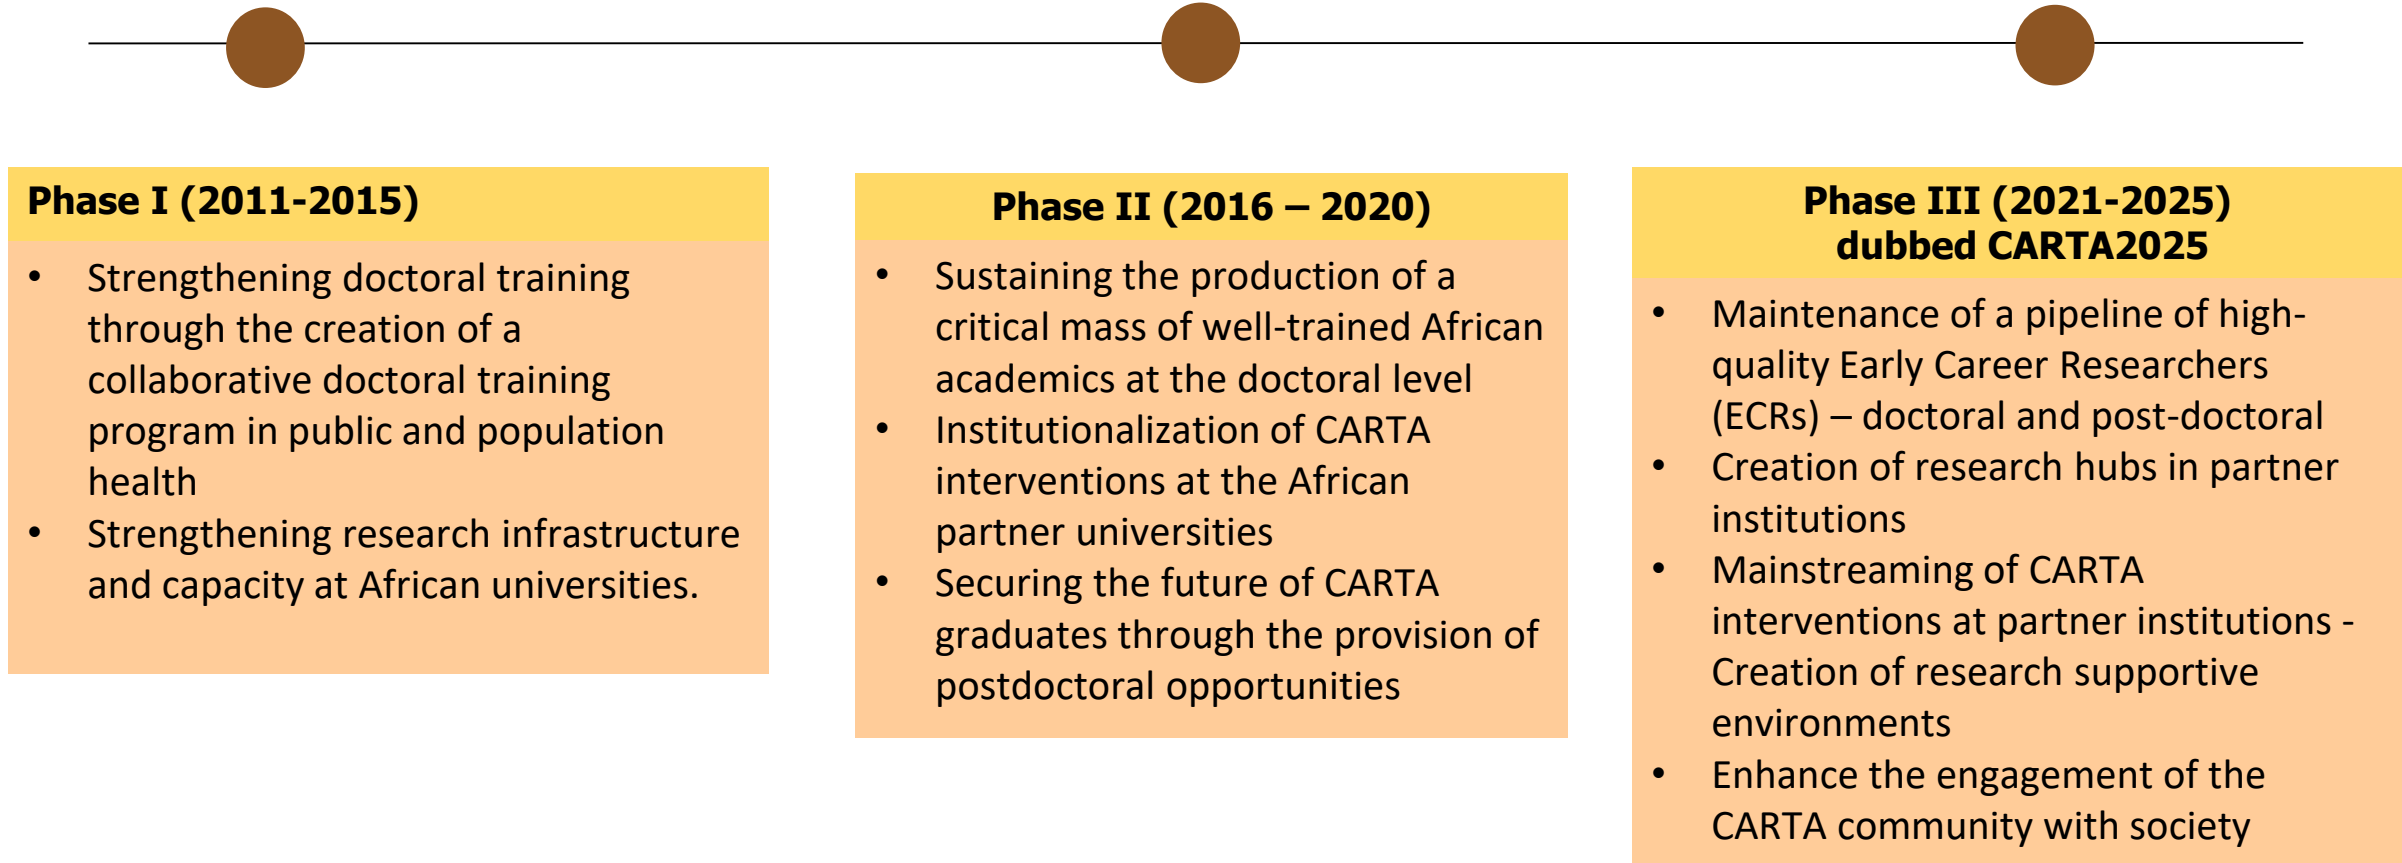 Phase I (2011-2015)
• Strengthening doctoral training
through the creation of a
collaborative doctoral training
program in public and population
health
• Strengthening research infrastructure
and capacity at African universities.
Phase II (2016 – 2020)
• Sustaining the production of a
critical mass of well-trained African
academics at the doctoral level
• Institutionalization of CARTA
interventions at the African
partner universities
• Securing the future of CARTA
graduates through the provision of
postdoctoral opportunities
Phase III (2021-2025)
dubbed CARTA2025
• Maintenance of a pipeline of high-
quality Early Career Researchers
(ECRs) – doctoral and post-doctoral
• Creation of research hubs in partner
institutions
• Mainstreaming of CARTA
interventions at partner institutions -
Creation of research supportive
environments
• Enhance the engagement of the
CARTA community with society